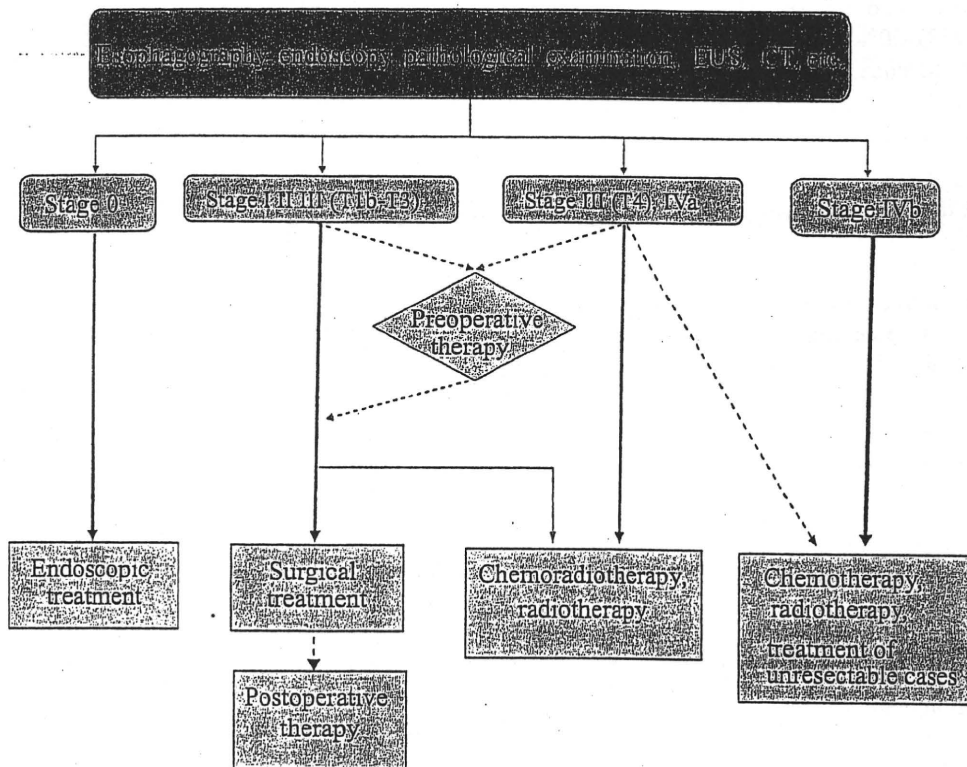 Esophagography, endoscopy, pathological examination, EUS, CT, etc.
Stage 0
Stage I II III (T1b-T3)
Stage III (T4), IVa
Stage IVb
Preoperative
therapy
Endoscopic
treatment
Surgical
treatment
Chemoradiotherapy,
radiotherapy
Chemotherapy,
radiotherapy,
treatment of
unresectable cases
Postoperative
therapy